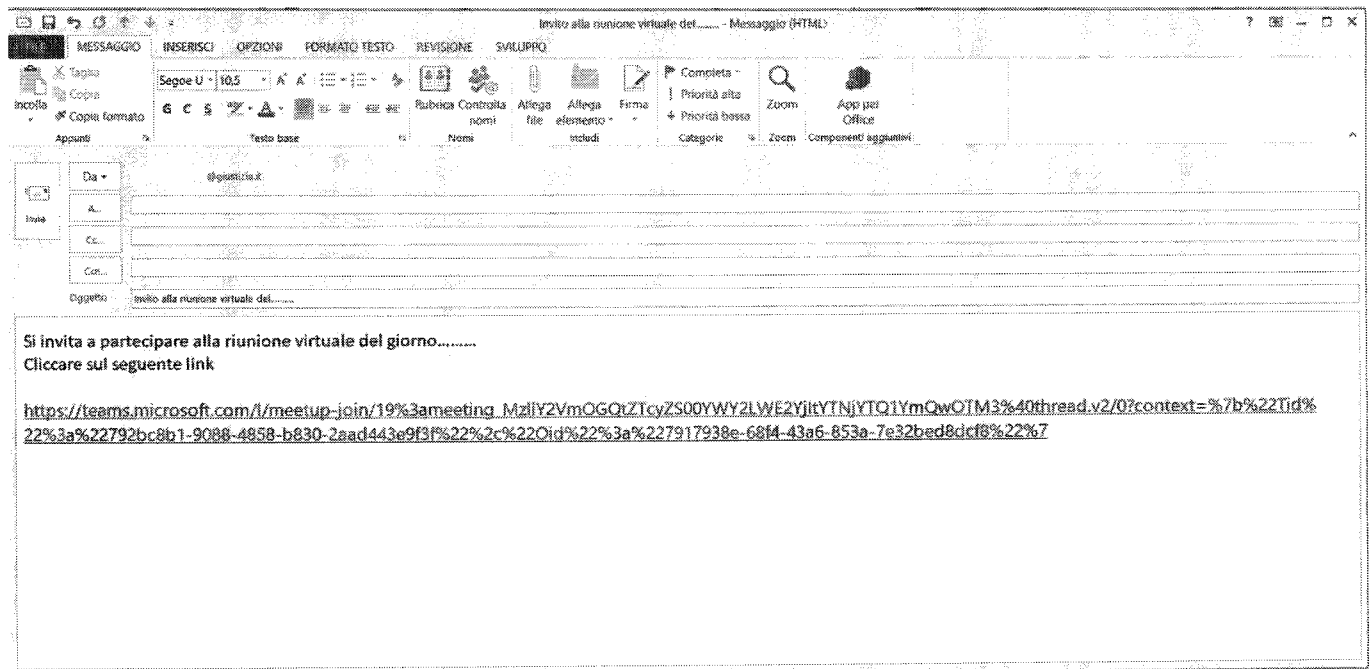 Invito alla riunione virtuale del......... - Messaggio (HTML)
MESSAGGIO INSERISCI OPZIONI FORMATO TESTO REVISIONE SVILUPPO
Taglia
Copia
Copia formato
Incolla
Appunti
Segoe U 10,5
G C S
Testo base
Rubrica Controlla nomi
Nomi
Allega file Allega elemento Firma
Includi
Completa
Priorità alta
Priorità bassa
Categorie
Zoom
Zoom
App per Office
Componenti aggiuntivi
Invia
Da @giustizia.it
A...
Cc...
Ccn...
Oggetto Invito alla riunione virtuale del.........
Si invita a partecipare alla riunione virtuale del giorno.........
Cliccare sul seguente link
https://teams.microsoft.com/l/meetup-join/19%3ameeting_MzljY2VmOGQtZTcyZS00YWY2LWE2YjItYTNjYTQ1YmQwOTM3%40thread.v2/0?context=%7b%22Tid%
22%3a%22792bc8b1-9088-4858-b830-2aad443e9f3f%22%2c%22Oid%22%3a%227917938e-68f4-43a6-853a-7e32bed8dcf8%22%7